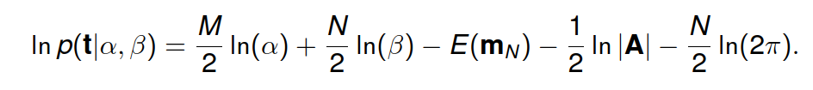 ln p(t|α, β) = M/2 ln(α) + N/2 ln(β) − E(m_N) − 1/2 ln |A| − N/2 ln(2π).